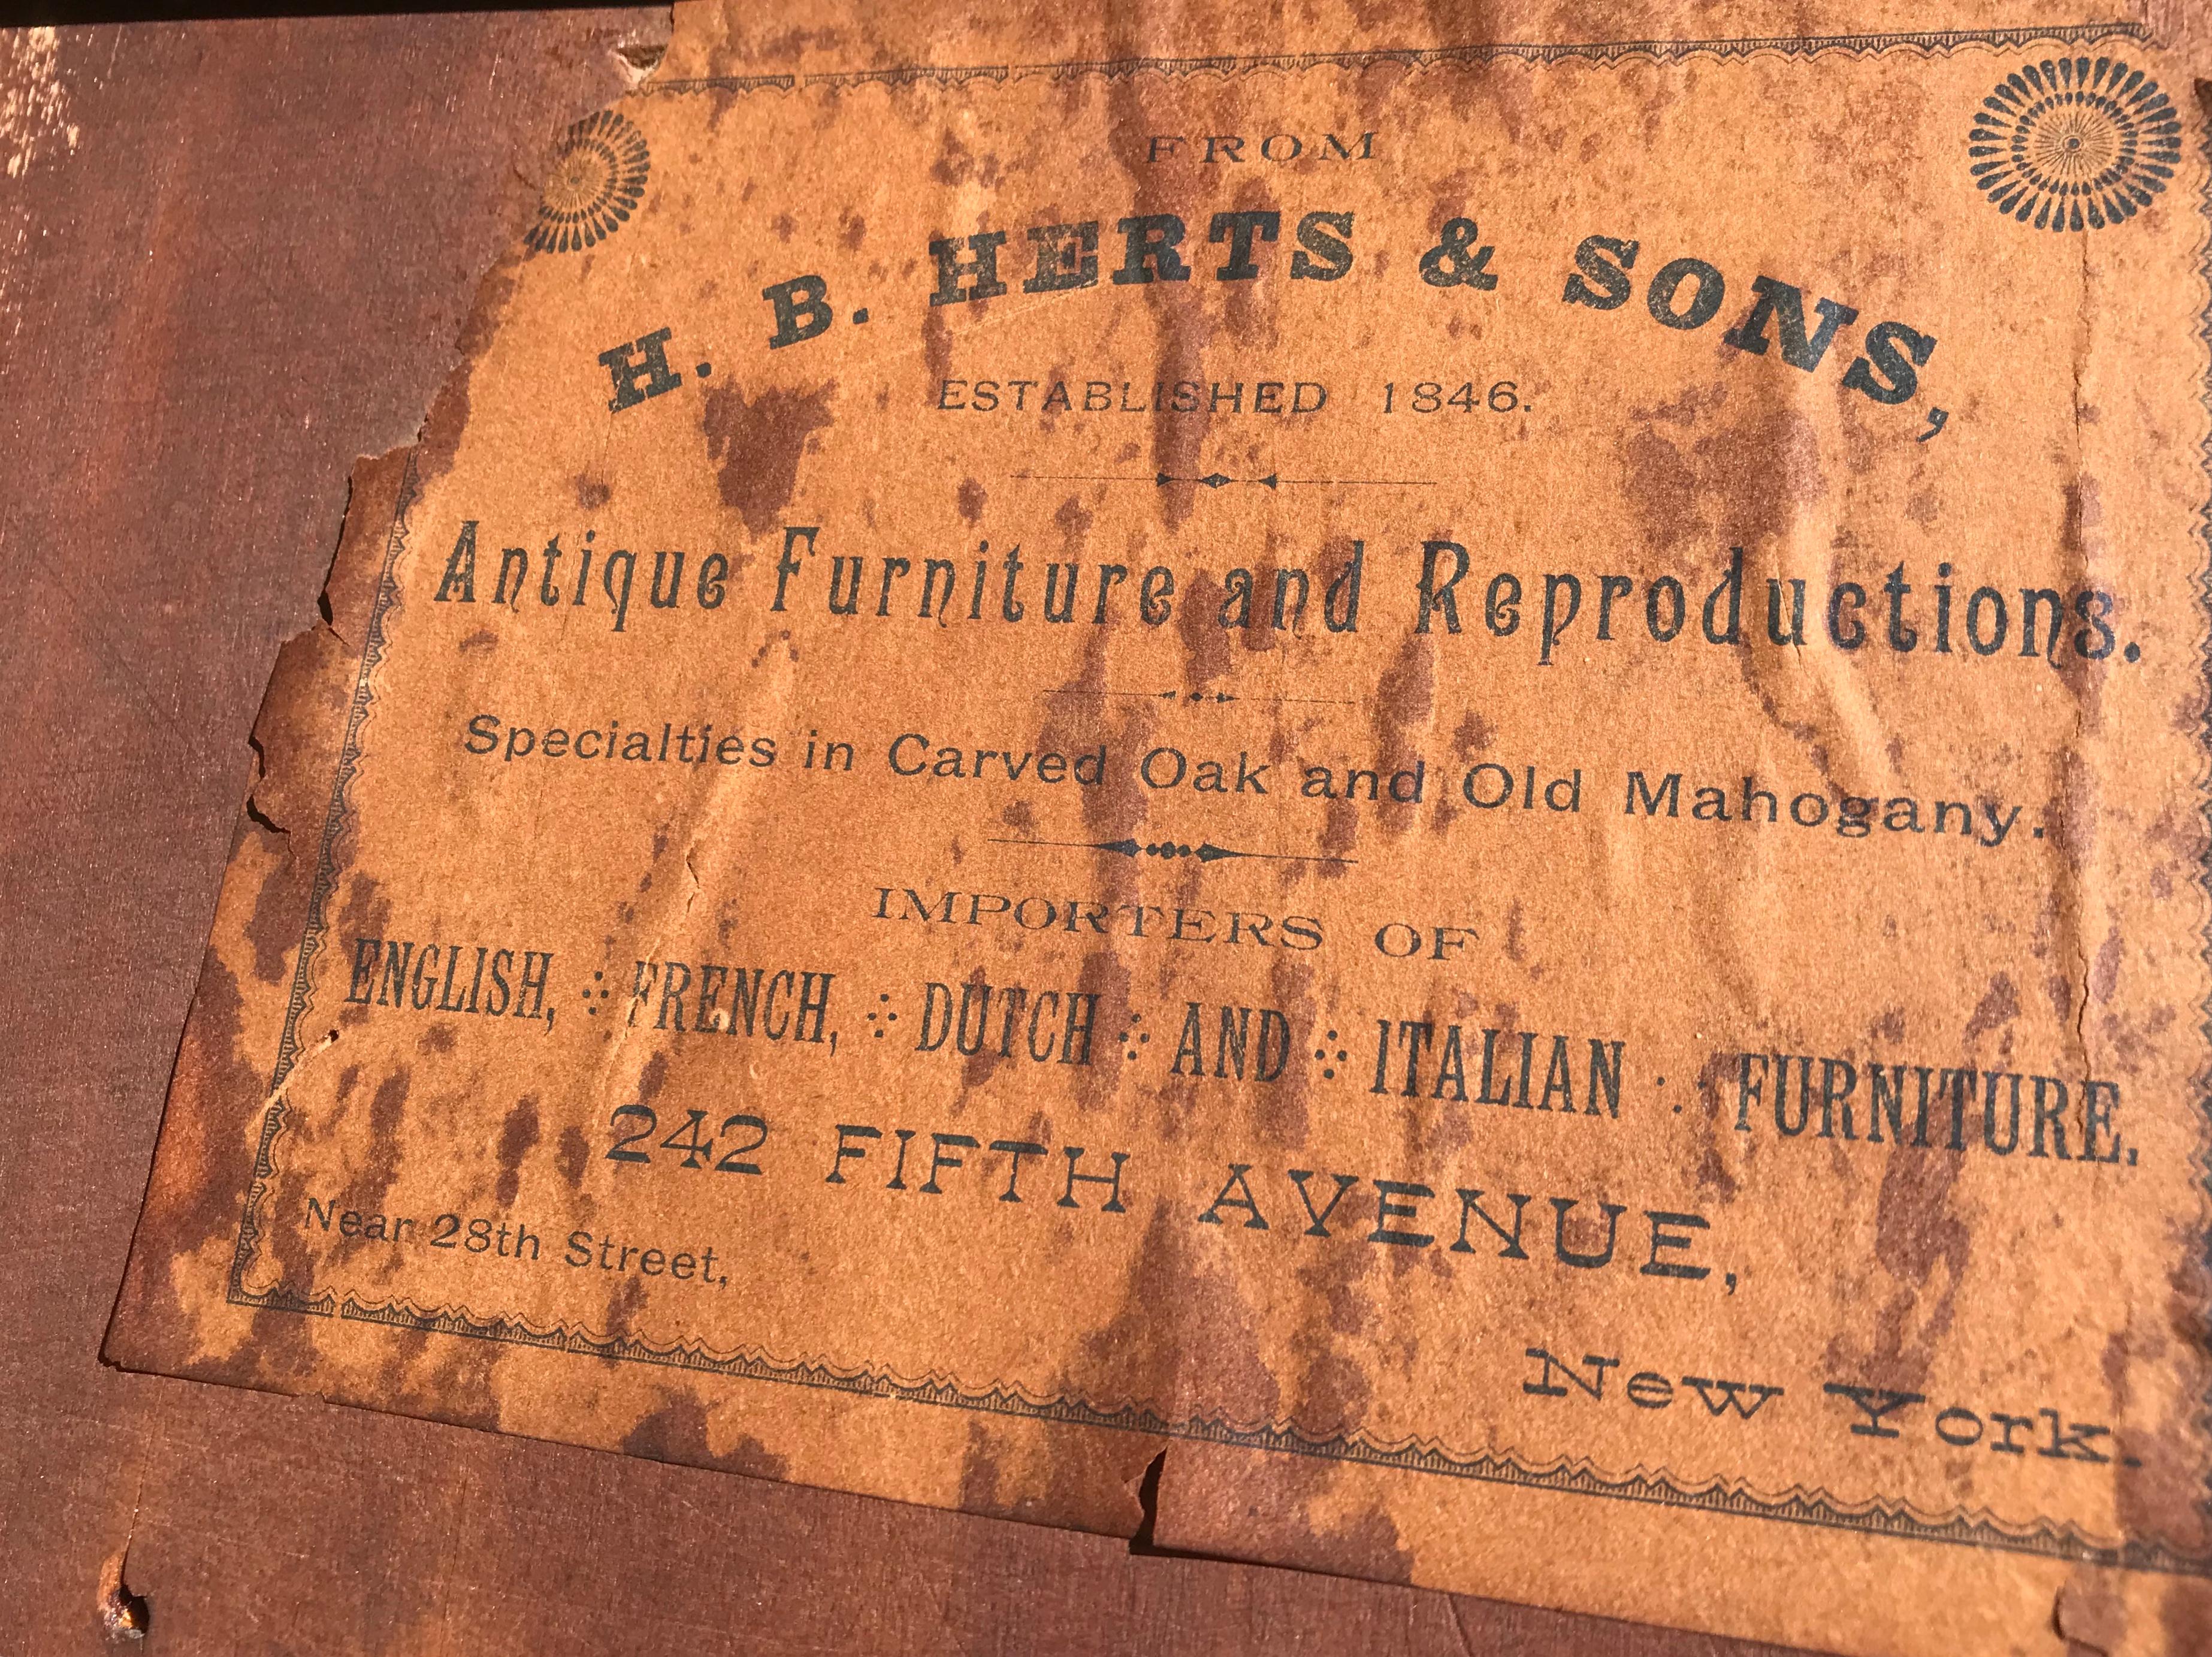 FROM
H. B. HERTS & SONS,
ESTABLISHED 1846.
Antique Furniture and Reproductions.
Specialties in Carved Oak and Old Mahogany.
IMPORTERS OF
ENGLISH, FRENCH, DUTCH AND ITALIAN FURNITURE.
242 FIFTH AVENUE,
Near 28th Street,
New York.